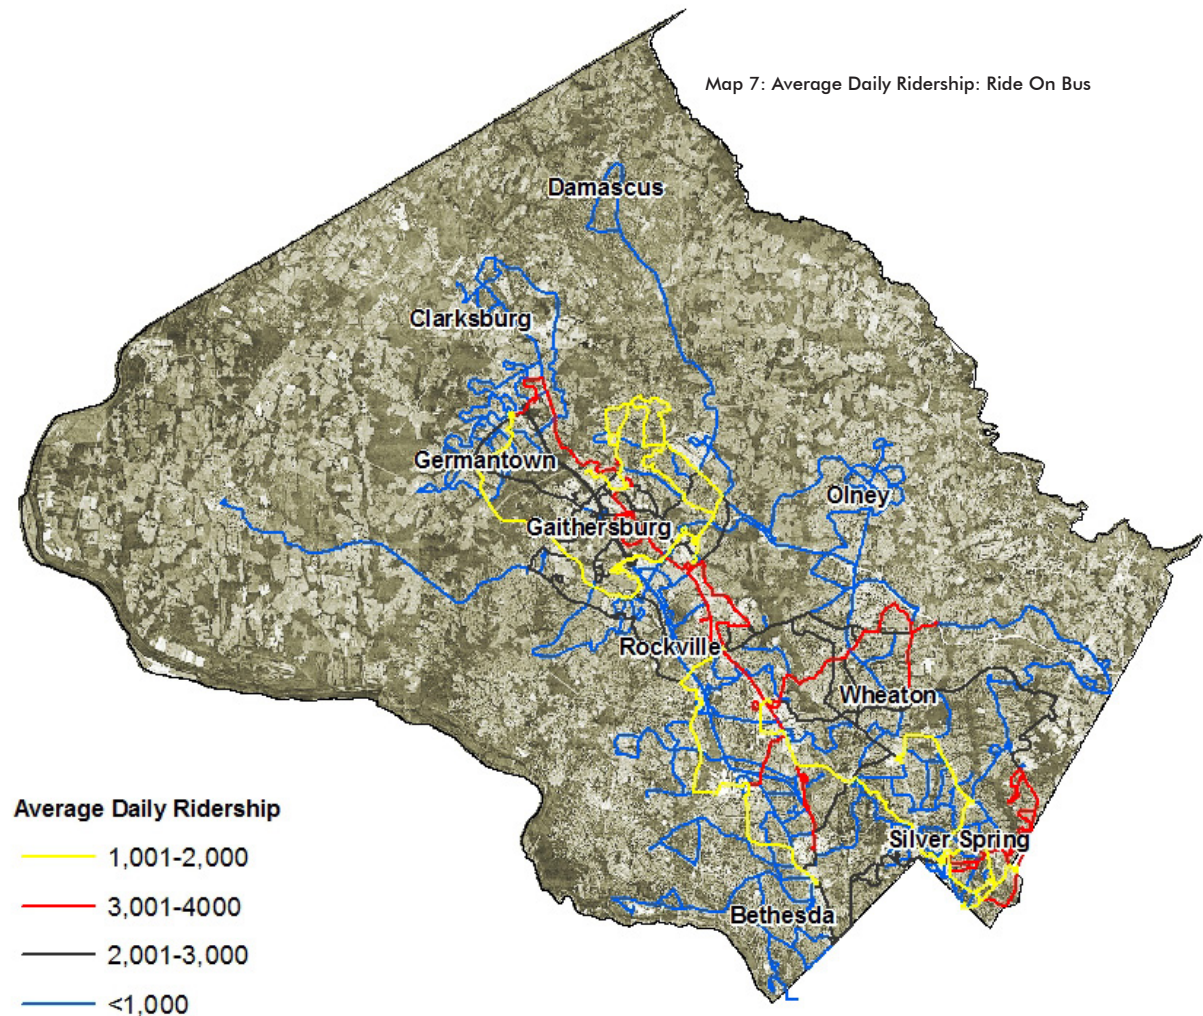 Map 7: Average Daily Ridership: Ride On Bus
Damascus
Clarksburg
Germantown
Olney
Gaithersburg
Rockville
Wheaton
Silver Spring
Bethesda
Average Daily Ridership
1,001-2,000
3,001-4000
2,001-3,000
<1,000